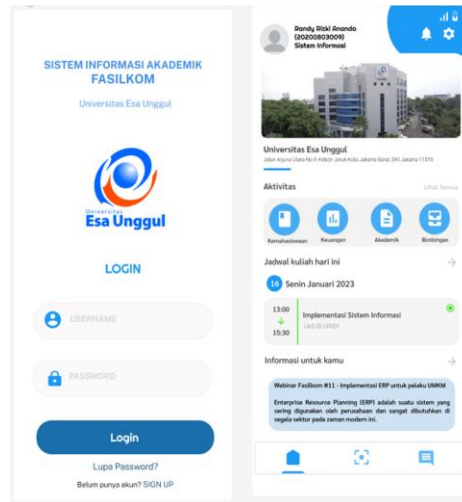 SISTEM INFORMASI AKADEMIK
FASILKOM
Universitas Esa Unggul
Universitas
Esa Unggul
LOGIN
USERNAME
PASSWORD
Login
Lupa Password?
Belum punya akun? SIGN UP
Randy Rizki Ananda
(20200803009)
Sistem Informasi
Universitas Esa Unggul
Jalan Arjuna Utara No 9, Kebon Jeruk Kota Jakarta Barat, DKI Jakarta 11510
Aktivitas
Lihat Semua
Kemahasiswaan
Keuangan
Akademik
Bimbingan
Jadwal kuliah hari ini
16 Senin Januari 2023
13:00
15:30
Implementasi Sistem Informasi
UAS ISI
Informasi untuk kamu
Webinar Fasilkom #11 - Implementasi ERP untuk pelaku UMKM
Enterprise Resource Planning (ERP) adalah suatu sistem yang
sering digunakan oleh perusahaan dan sangat dibutuhkan di
segala sektor pada zaman modern ini.